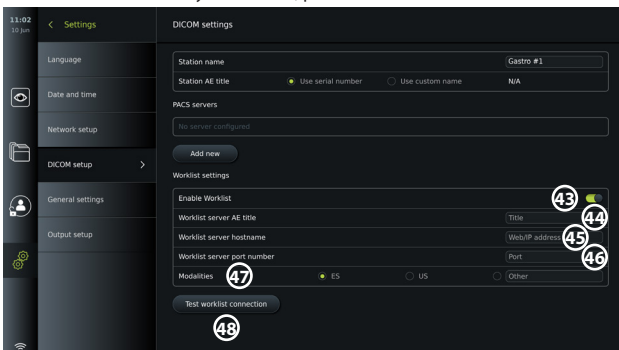 11:02
10 Jun
Settings
Language
Date and time
Network setup
DICOM setup
General settings
Output setup
DICOM settings
Station name Gastro #1
Station AE title Use serial number Use custom name N/A
PACS servers
No server configured
Add new
Worklist settings
Enable Worklist 43
Worklist server AE title Title 44
Worklist server hostname Web/IP address 45
Worklist server port number Port 46
Modalities 47 ES US Other
Test worklist connection
48